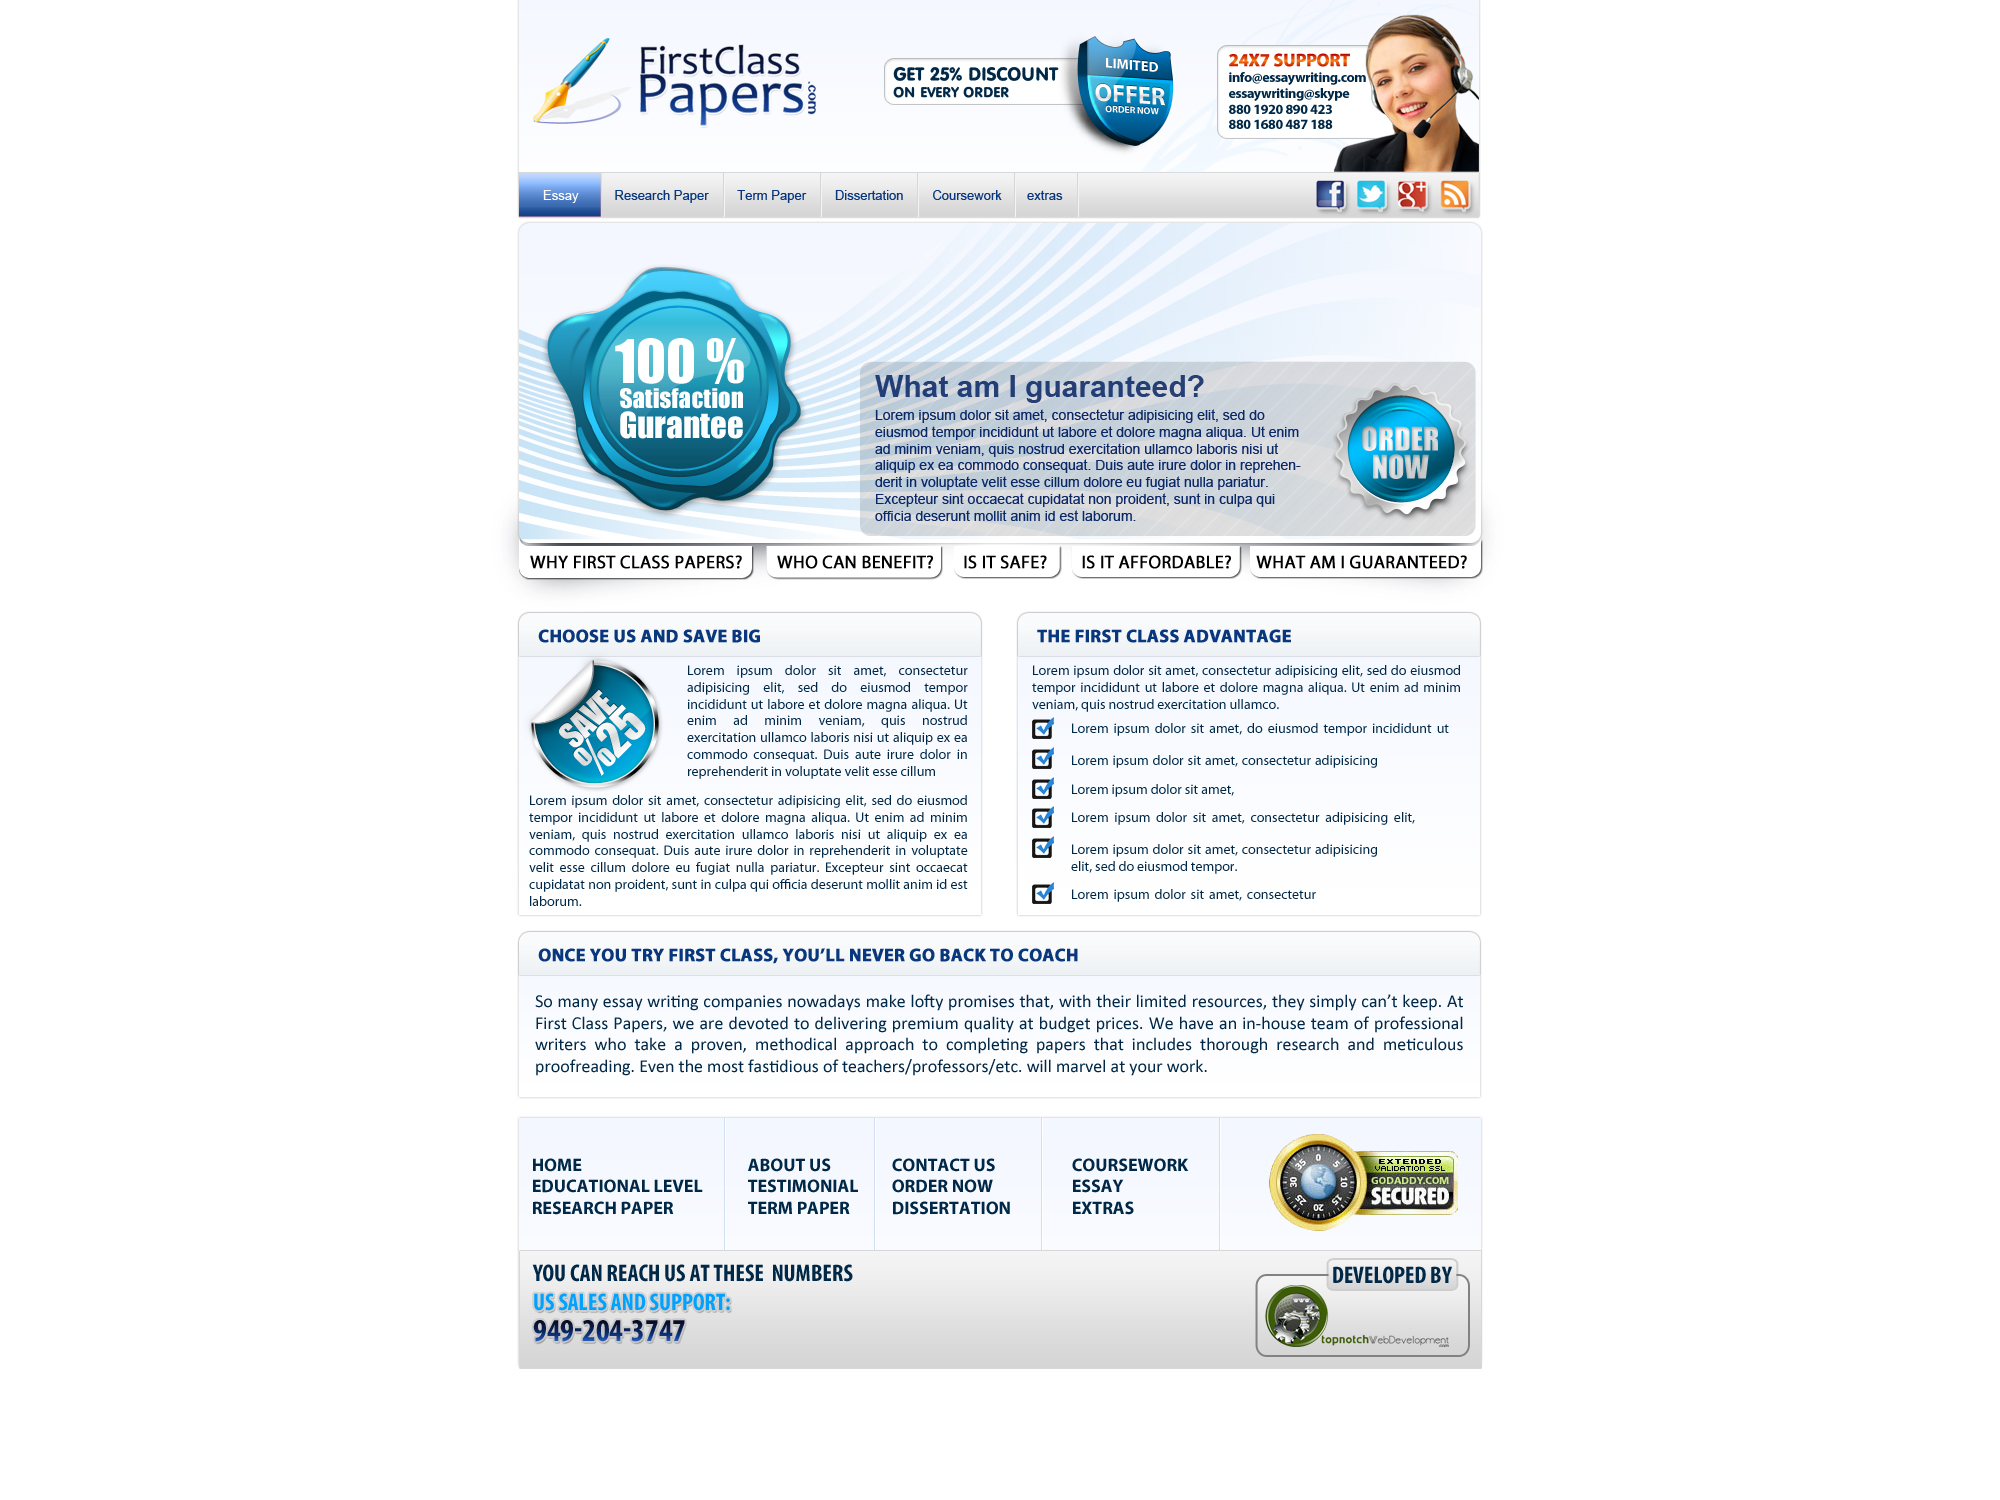 FirstClass
Papers.com
GET 25% DISCOUNT
ON EVERY ORDER
LIMITED
OFFER
ORDER NOW
24X7 SUPPORT
info@essaywriting.com
essaywriting@skype
880 1920 890 423
880 1680 487 188
Essay
Research Paper
Term Paper
Dissertation
Coursework
extras
100 %
Satisfaction
Gurantee
What am I guaranteed?
Lorem ipsum dolor sit amet, consectetur adipisicing elit, sed do
eiusmod tempor incididunt ut labore et dolore magna aliqua. Ut enim
ad minim veniam, quis nostrud exercitation ullamco laboris nisi ut
aliquip ex ea commodo consequat. Duis aute irure dolor in reprehen-
derit in voluptate velit esse cillum dolore eu fugiat nulla pariatur.
Excepteur sint occaecat cupidatat non proident, sunt in culpa qui
officia deserunt mollit anim id est laborum.
ORDER
NOW
WHY FIRST CLASS PAPERS?
WHO CAN BENEFIT?
IS IT SAFE?
IS IT AFFORDABLE?
WHAT AM I GUARANTEED?
CHOOSE US AND SAVE BIG
SAVE
%25
Lorem ipsum dolor sit amet, consectetur
adipisicing elit, sed do eiusmod tempor
incididunt ut labore et dolore magna aliqua. Ut
enim ad minim veniam, quis nostrud
exercitation ullamco laboris nisi ut aliquip ex ea
commodo consequat. Duis aute irure dolor in
reprehenderit in voluptate velit esse cillum
Lorem ipsum dolor sit amet, consectetur adipisicing elit, sed do eiusmod
tempor incididunt ut labore et dolore magna aliqua. Ut enim ad minim
veniam, quis nostrud exercitation ullamco laboris nisi ut aliquip ex ea
commodo consequat. Duis aute irure dolor in reprehenderit in voluptate
velit esse cillum dolore eu fugiat nulla pariatur. Excepteur sint occaecat
cupidatat non proident, sunt in culpa qui officia deserunt mollit anim id est
laborum.
THE FIRST CLASS ADVANTAGE
Lorem ipsum dolor sit amet, consectetur adipisicing elit, sed do eiusmod
tempor incididunt ut labore et dolore magna aliqua. Ut enim ad minim
veniam, quis nostrud exercitation ullamco.
Lorem ipsum dolor sit amet, do eiusmod tempor incididunt ut
Lorem ipsum dolor sit amet, consectetur adipisicing
Lorem ipsum dolor sit amet,
Lorem ipsum dolor sit amet, consectetur adipisicing elit,
Lorem ipsum dolor sit amet, consectetur adipisicing
elit, sed do eiusmod tempor.
Lorem ipsum dolor sit amet, consectetur
ONCE YOU TRY FIRST CLASS, YOU’LL NEVER GO BACK TO COACH
So many essay writing companies nowadays make lofty promises that, with their limited resources, they simply can’t keep. At
First Class Papers, we are devoted to delivering premium quality at budget prices. We have an in-house team of professional
writers who take a proven, methodical approach to completing papers that includes thorough research and meticulous
proofreading. Even the most fastidious of teachers/professors/etc. will marvel at your work.
HOME
EDUCATIONAL LEVEL
RESEARCH PAPER
ABOUT US
TESTIMONIAL
TERM PAPER
CONTACT US
ORDER NOW
DISSERTATION
COURSEWORK
ESSAY
EXTRAS
0 5 10 15 20 25 30 35
EXTENDED
VALIDATION SSL
GODADDY.COM
SECURED
YOU CAN REACH US AT THESE NUMBERS
US SALES AND SUPPORT:
949-204-3747
DEVELOPED BY
topnotchWebDevelopment
.com